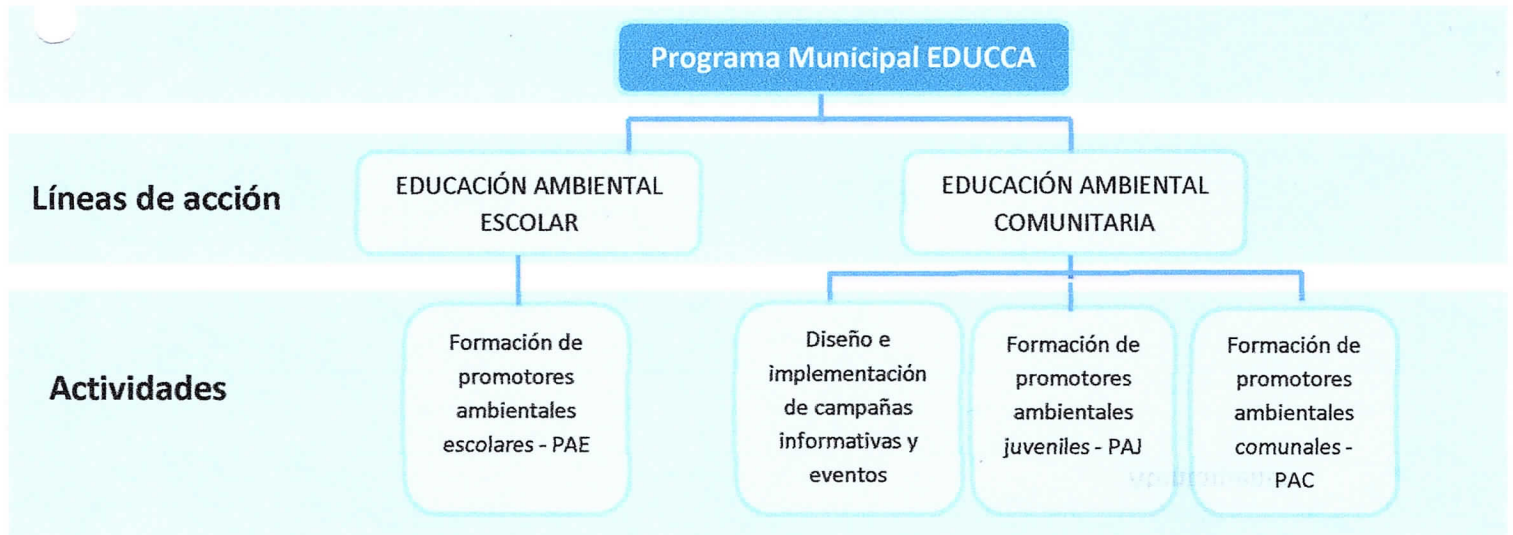 Programa Municipal EDUCCA
Líneas de acción
EDUCACIÓN AMBIENTAL
ESCOLAR
EDUCACIÓN AMBIENTAL
COMUNITARIA
Actividades
Formación de
promotores
ambientales
escolares - PAE
Diseño e
implementación
de campañas
informativas y
eventos
Formación de
promotores
ambientales
juveniles - PAJ
Formación de
promotores
ambientales
comunales -
PAC